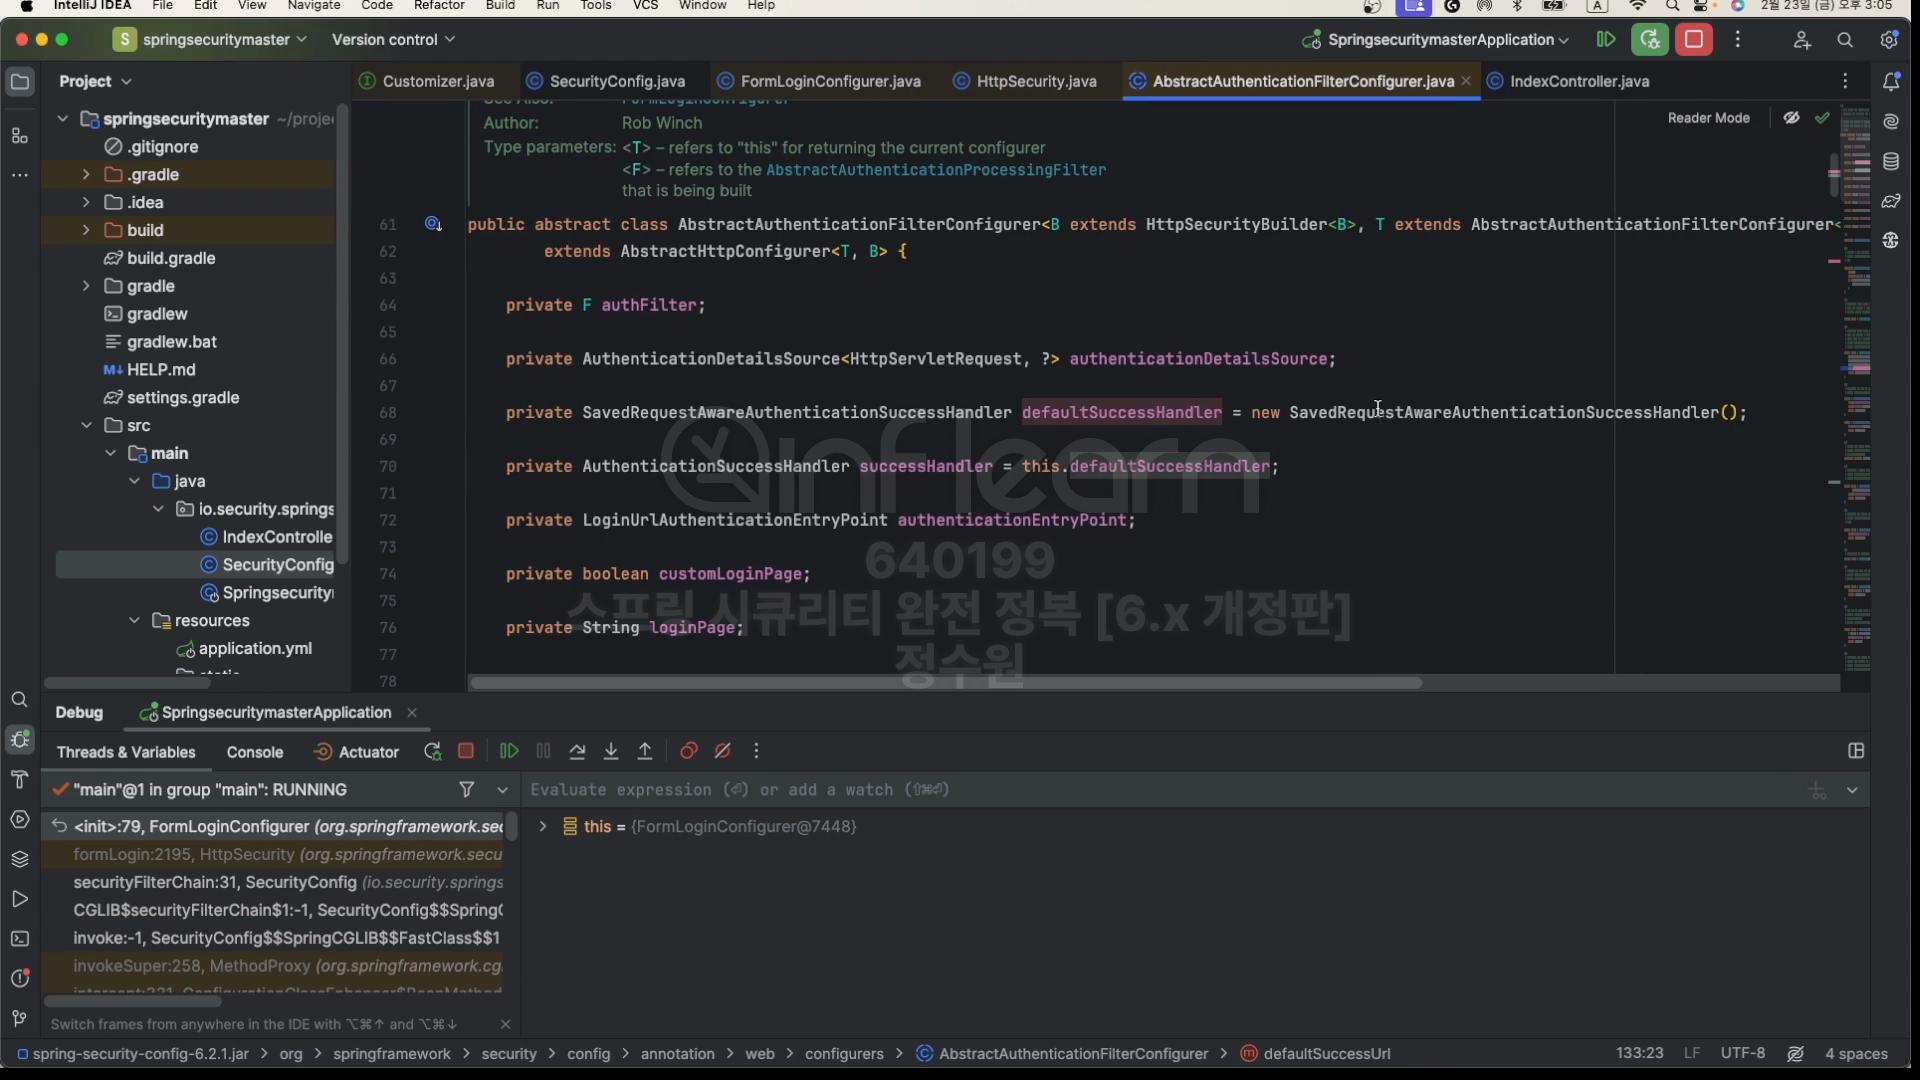 IntelliJ IDEA File Edit View Navigate Code Refactor Build Run Tools VCS Window Help
A 2월 23일 (금) 오후 3:05
S springsecuritymaster Version control SpringsecuritymasterApplication
Project
Customizer.java SecurityConfig.java FormLoginConfigurer.java HttpSecurity.java AbstractAuthenticationFilterConfigurer.java IndexController.java
springsecuritymaster ~/proje
.gitignore
.gradle
.idea
build
build.gradle
gradle
gradlew
gradlew.bat
M↓ HELP.md
settings.gradle
src
main
java
io.security.springs
IndexControlle
SecurityConfig
Springsecurity
resources
application.yml
Reader Mode
See Also: FormLoginConfigurer
Author: Rob Winch
Type parameters: <T> – refers to "this" for returning the current configurer
<F> – refers to the AbstractAuthenticationProcessingFilter
that is being built
61 public abstract class AbstractAuthenticationFilterConfigurer<B extends HttpSecurityBuilder<B>, T extends AbstractAuthenticationFilterConfigurer<
62 extends AbstractHttpConfigurer<T, B> {
63
64 private F authFilter;
65
66 private AuthenticationDetailsSource<HttpServletRequest, ?> authenticationDetailsSource;
67
68 private SavedRequestAwareAuthenticationSuccessHandler defaultSuccessHandler = new SavedRequestAwareAuthenticationSuccessHandler();
69
70 private AuthenticationSuccessHandler successHandler = this.defaultSuccessHandler;
71
72 private LoginUrlAuthenticationEntryPoint authenticationEntryPoint;
73
74 private boolean customLoginPage;
75
76 private String loginPage;
77
78
inflearn
640199
스프링 시큐리티 완전 정복 [6.x 개정판]
정수원
Debug SpringsecuritymasterApplication
Threads & Variables Console Actuator
"main"@1 in group "main": RUNNING
Evaluate expression (⏎) or add a watch (⇧⌘⏎)
<init>:79, FormLoginConfigurer (org.springframework.sec
this = {FormLoginConfigurer@7448}
formLogin:2195, HttpSecurity (org.springframework.secu
securityFilterChain:31, SecurityConfig (io.security.springs
CGLIB$securityFilterChain$1:-1, SecurityConfig$$SpringC
invoke:-1, SecurityConfig$$SpringCGLIB$$FastClass$$1
invokeSuper:258, MethodProxy (org.springframework.cg
Switch frames from anywhere in the IDE with ⌥⌘↑ and ⌥⌘↓
spring-security-config-6.2.1.jar > org > springframework > security > config > annotation > web > configurers > AbstractAuthenticationFilterConfigurer > defaultSuccessUrl
133:23 LF UTF-8 4 spaces